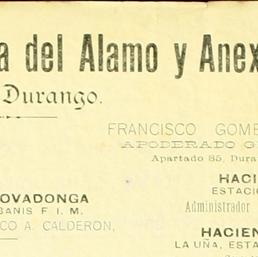 a del Alamo y Anex
Durango.
FRANCISCO GOME
APODERADO G
Apartado 85, Dura
HACI
OVADONGA
ESTACIO
BANIS F. I. M.
Administrador
CO A. CALDERON,
HACIEN
LA UÑA, ESTA